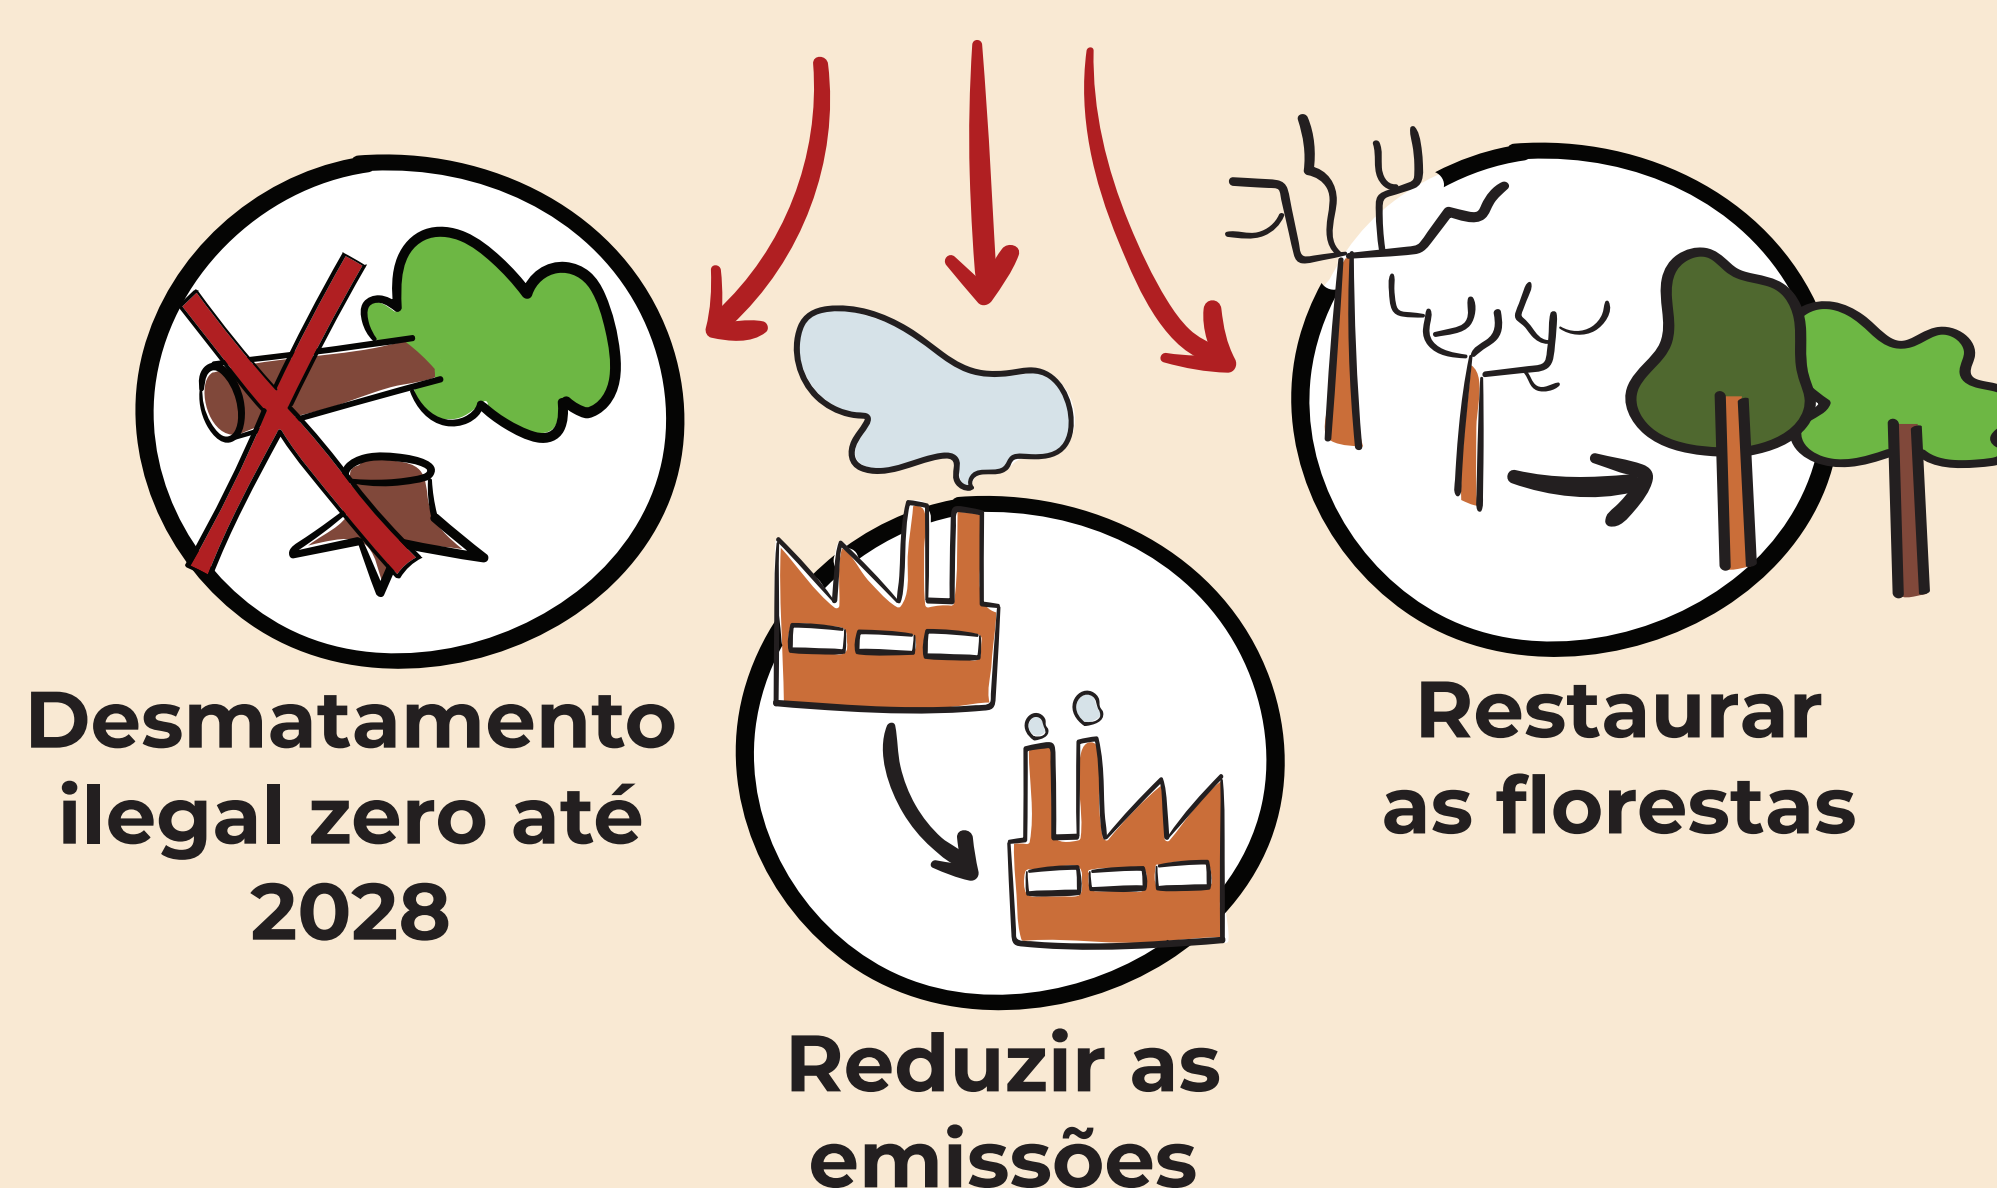 Desmatamento
ilegal zero até
2028
Reduzir as
emissões
Restaurar
as florestas